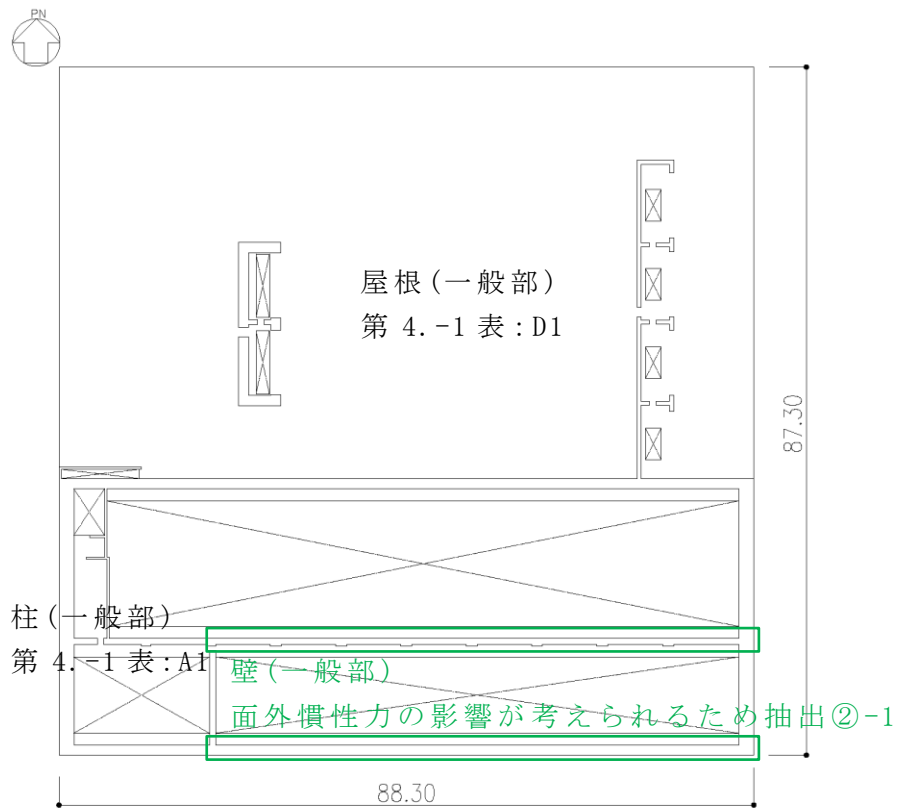 PN
屋根(一般部)
第 4.-1 表:D1
87.30
柱(一般部)
第 4.-1 表:A1
壁(一般部)
面外慣性力の影響が考えられるため抽出②-1
88.30